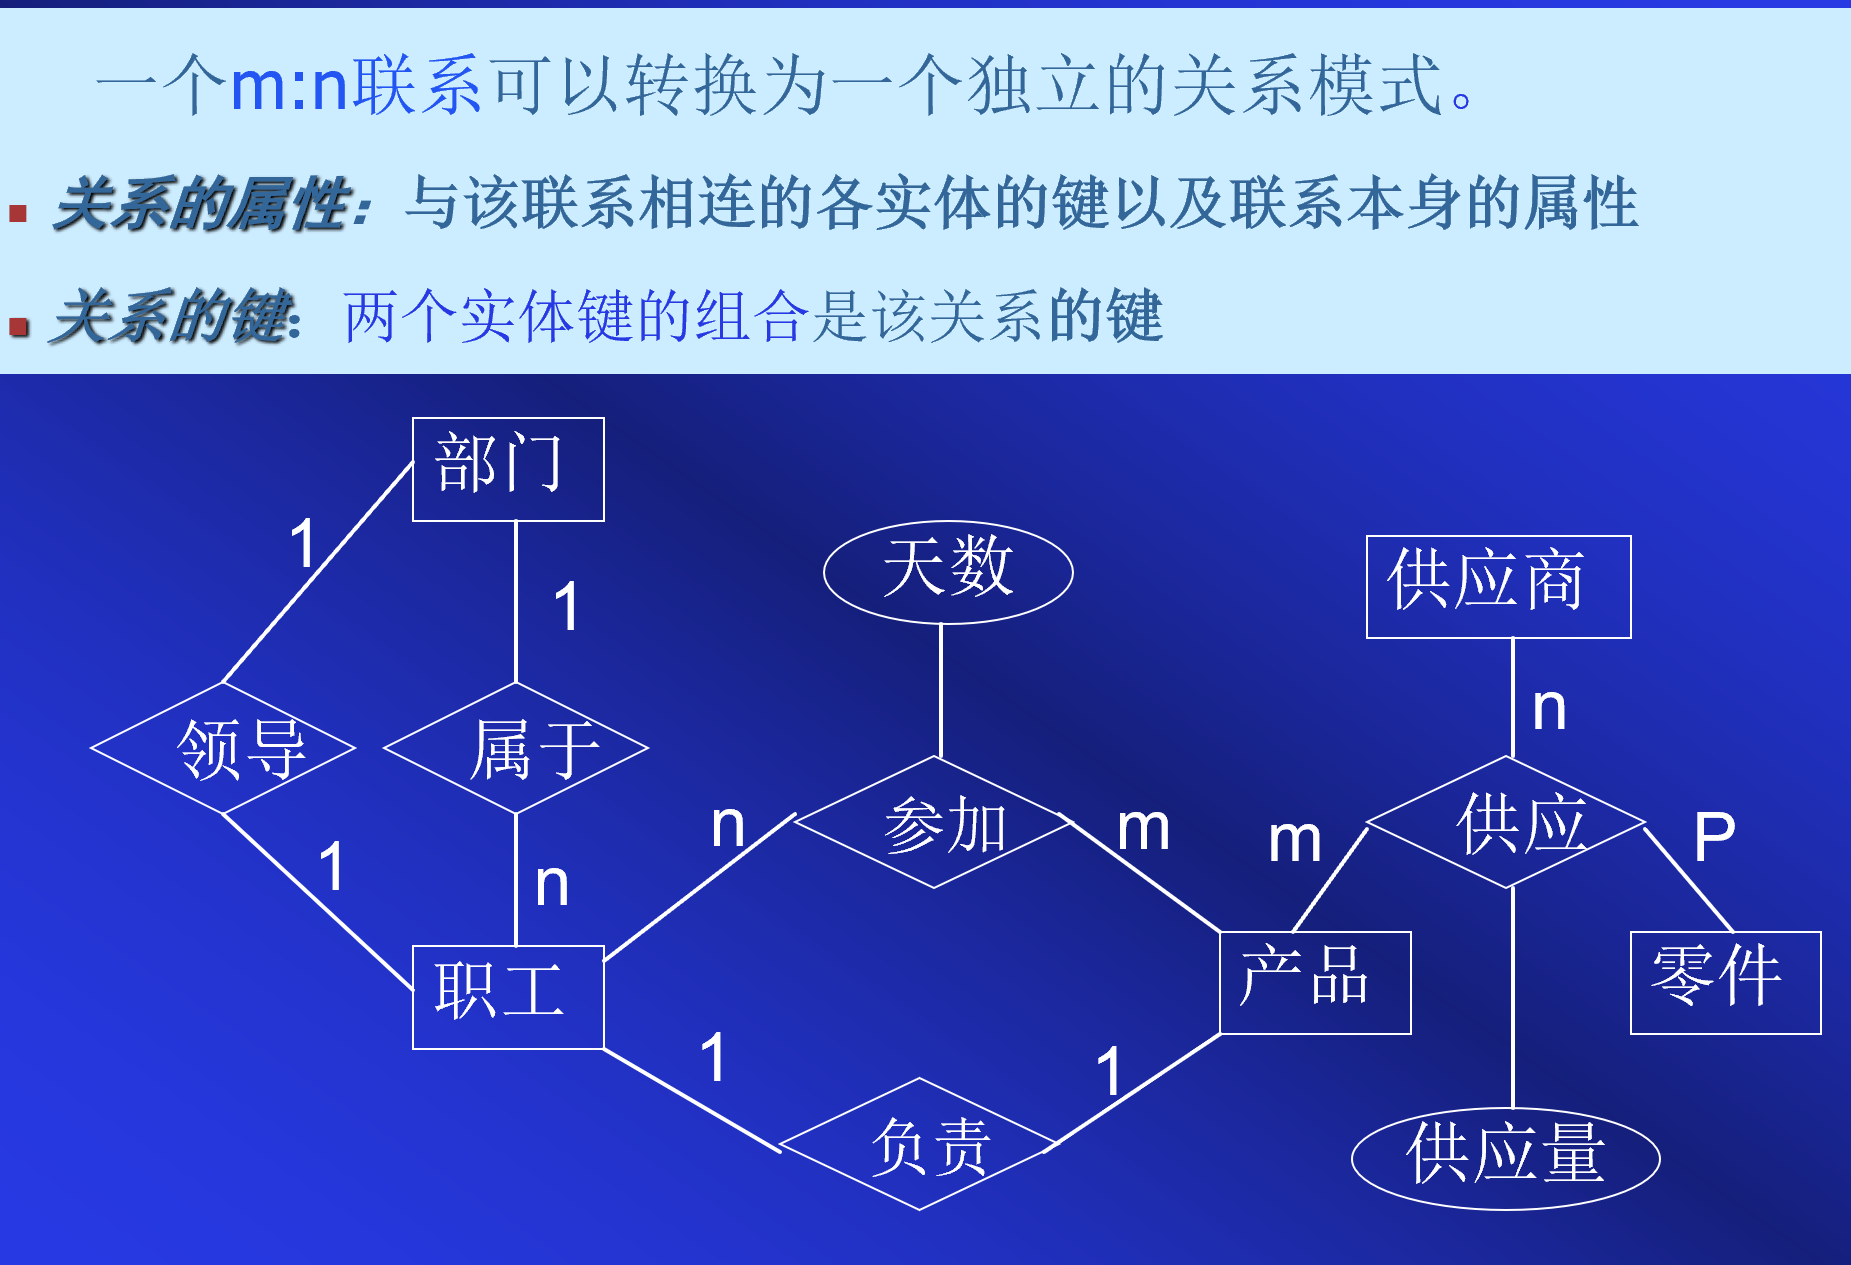 一个m:n联系可以转换为一个独立的关系模式。
关系的属性：与该联系相连的各实体的键以及联系本身的属性
关系的键：两个实体键的组合是该关系的键
部门
1
1
天数
供应商
n
领导
属于
n
参加
m
m
供应
P
1
n
职工
产品
零件
1
1
负责
供应量